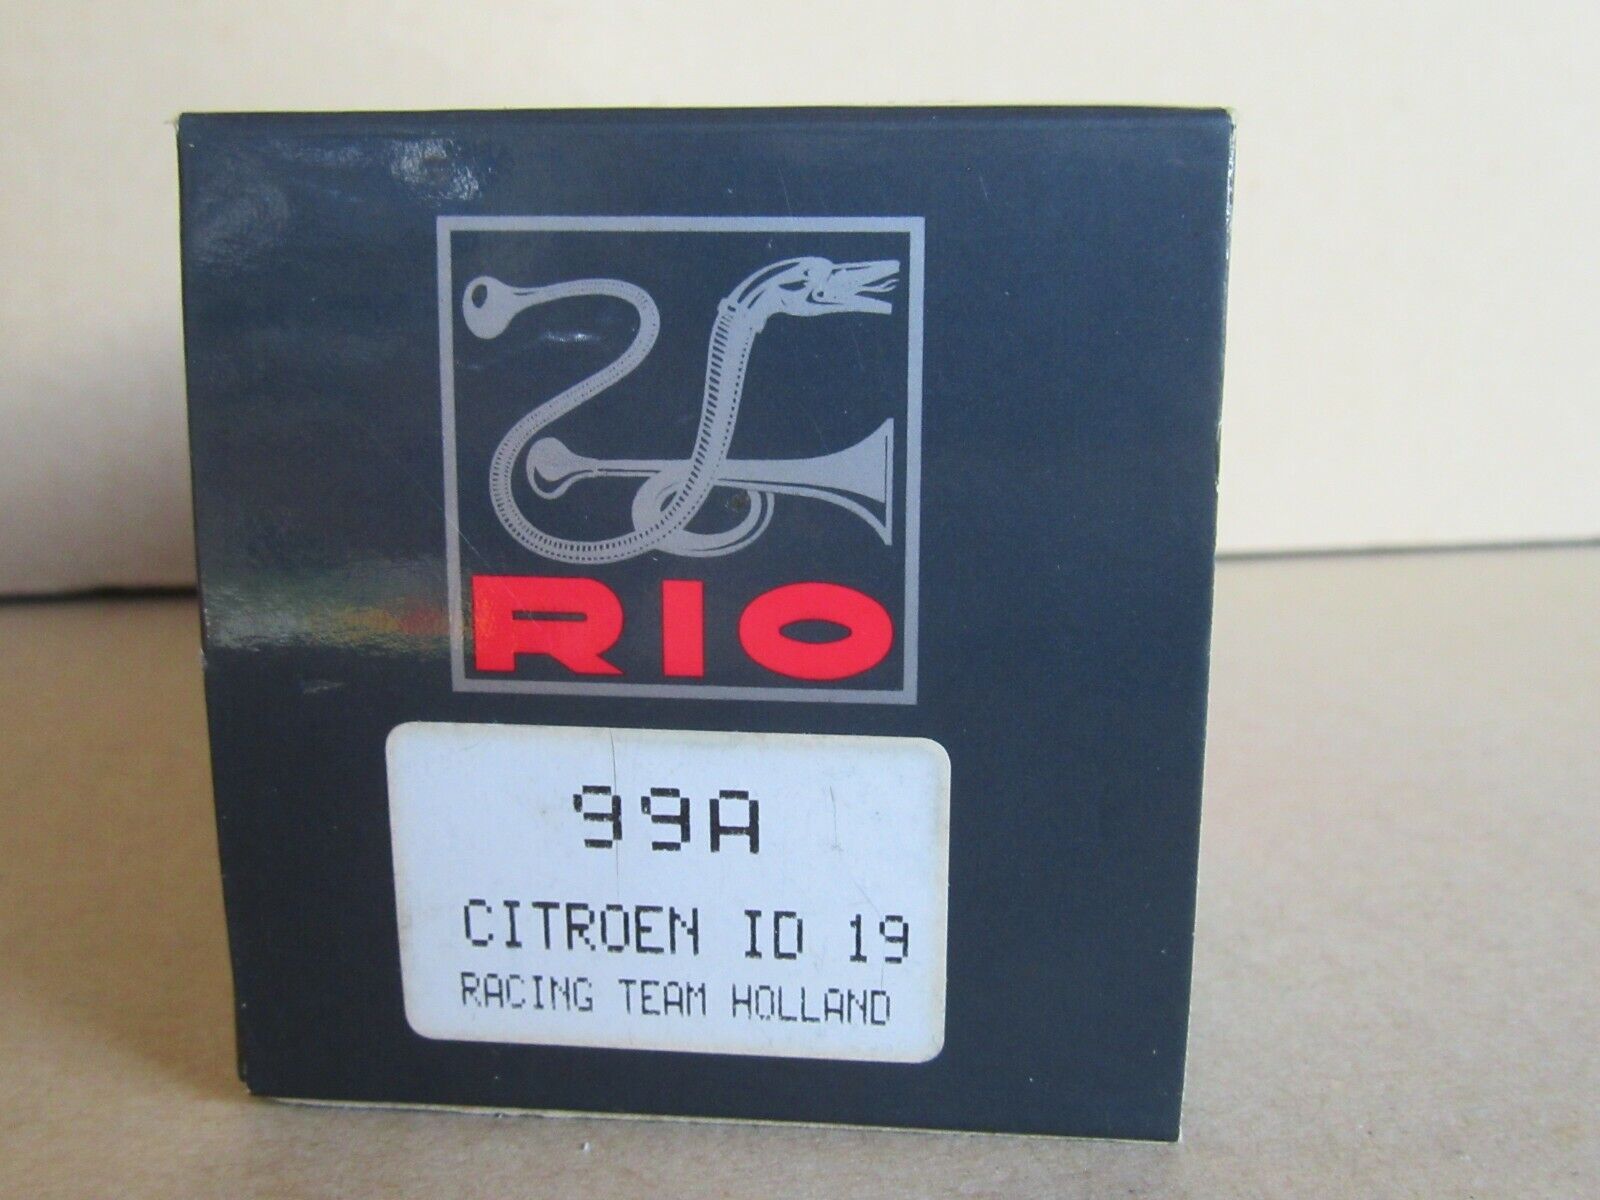 RIO
99A
CITROEN ID 19
RACING TEAM HOLLAND